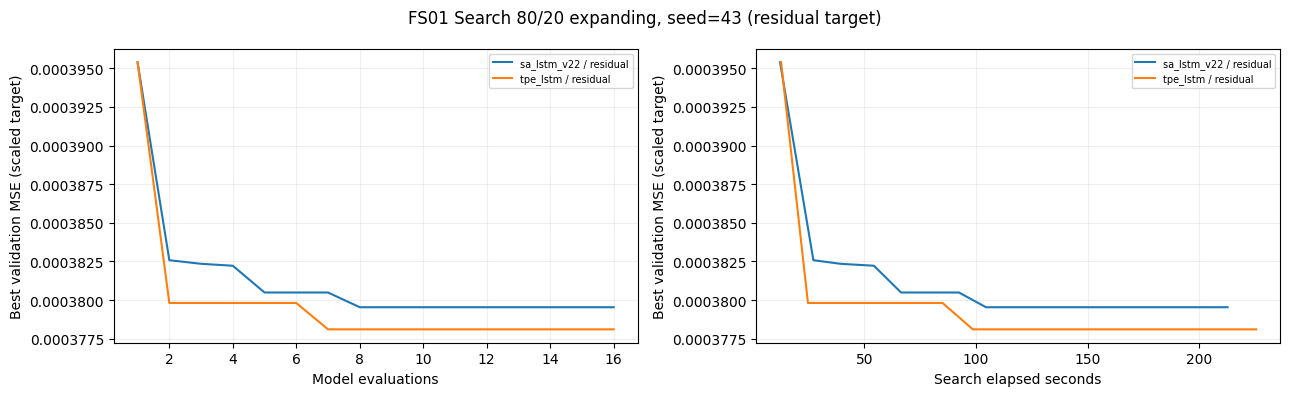 FS01 Search 80/20 expanding, seed=43 (residual target)
Best validation MSE (scaled target)
0.0003950
0.0003925
0.0003900
0.0003875
0.0003850
0.0003825
0.0003800
0.0003775
sa_lstm_v22 / residual
tpe_lstm / residual
2 4 6 8 10 12 14 16
Model evaluations
Best validation MSE (scaled target)
0.0003950
0.0003925
0.0003900
0.0003875
0.0003850
0.0003825
0.0003800
0.0003775
sa_lstm_v22 / residual
tpe_lstm / residual
50 100 150 200
Search elapsed seconds